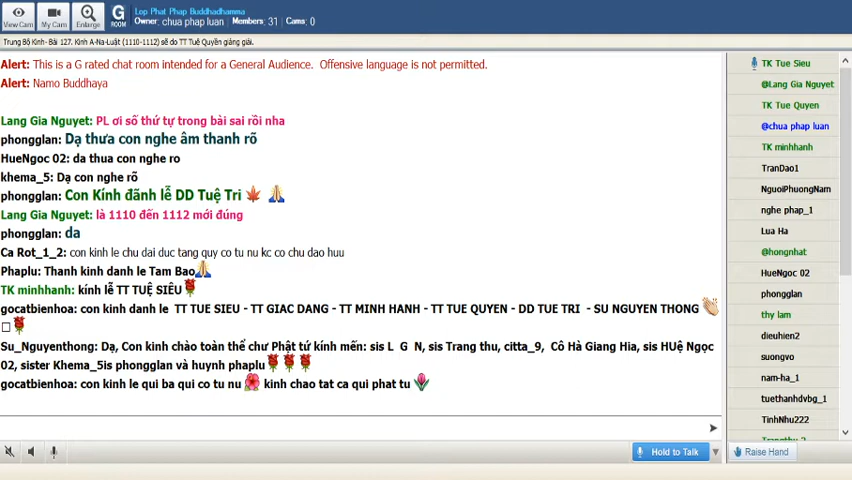 Lop Phat Phap Buddhadhamma
Owner: chua phap luan   Members: 31   Cams: 0
View Cam
My Cam
Enlarge
G
ROOM
Trung Bộ Kinh- Bài 127. Kinh A-Na-Luật (1110-1112) sẽ do TT Tuệ Quyền giảng giải.
Alert: This is a G rated chat room intended for a General Audience.  Offensive language is not permitted.
Alert: Namo Buddhaya
Lang Gia Nguyet: PL ơi số thứ tự trong bài sai rồi nha
phongglan: Dạ thưa con nghe âm thanh rõ
HueNgoc 02: da thua con nghe ro
khema_5: Dạ con nghe rõ
phongglan: Con Kính đãnh lễ DD Tuệ Tri 🍁 🙏
Lang Gia Nguyet: là 1110 đến 1112 mới đúng
phongglan: da
Ca Rot_1_2: con kinh le chu dai duc tang quy co tu nu kc co chu dao huu
Phaplu: Thanh kinh danh le Tam Bao🙏
TK minhhanh: kính lễ TT TUỆ SIÊU🌹
gocatbienhoa: con kinh danh le  TT TUE SIEU - TT GIAC DANG - TT MINH HANH - TT TUE QUYEN - DD TUE TRI  - SU NGUYEN THONG 👏
🌹
Su_Nguyenthong: Dạ, Con kinh chào toàn thể chư Phật tứ kính mến: sis L  G  N, sis Trang thu, citta_9,  Cô Hà Giang Hia, sis HUệ Ngọc
02, sister Khema_5is phongglan và huynh phaplu🌹🌹🌹
gocatbienhoa: con kinh le qui ba qui co tu nu 🌺 kinh chao tat ca qui phat tu 🌷
TK Tue Sieu
@Lang Gia Nguyet
TK Tue Quyen
@chua phap luan
TK minhhanh
TranDao1
NguoiPhuongNam
nghe phap_1
Lua Ha
@hongnhat
HueNgoc 02
phongglan
thy lam
dieuhien2
suongvo
nam-ha_1
tuethanhdvbg_1
TinhNhu222
Trangthu 2
Hold to Talk
Raise Hand